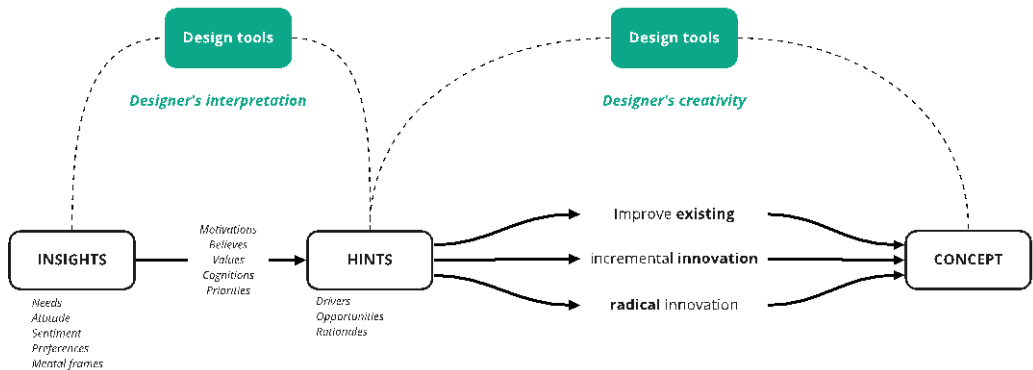 Design tools
Design tools
Designer's interpretation
Designer's creativity
INSIGHTS
Needs
Attitude
Sentiment
Preferences
Mental frames
Motivations
Believes
Values
Cognitions
Priorities
HINTS
Drivers
Opportunities
Rationales
Improve existing
incremental innovation
radical innovation
CONCEPT